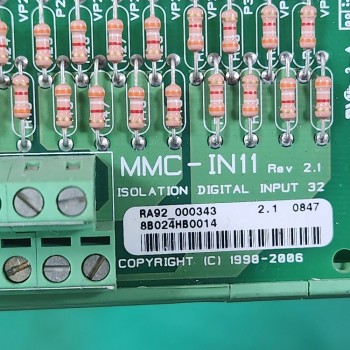 MMC-IN11 Rev 2.1
ISOLATION DIGITAL INPUT 32
RA92_000343 2.1 0847
8B024HB0014
COPYRIGHT (C) 1998-2006